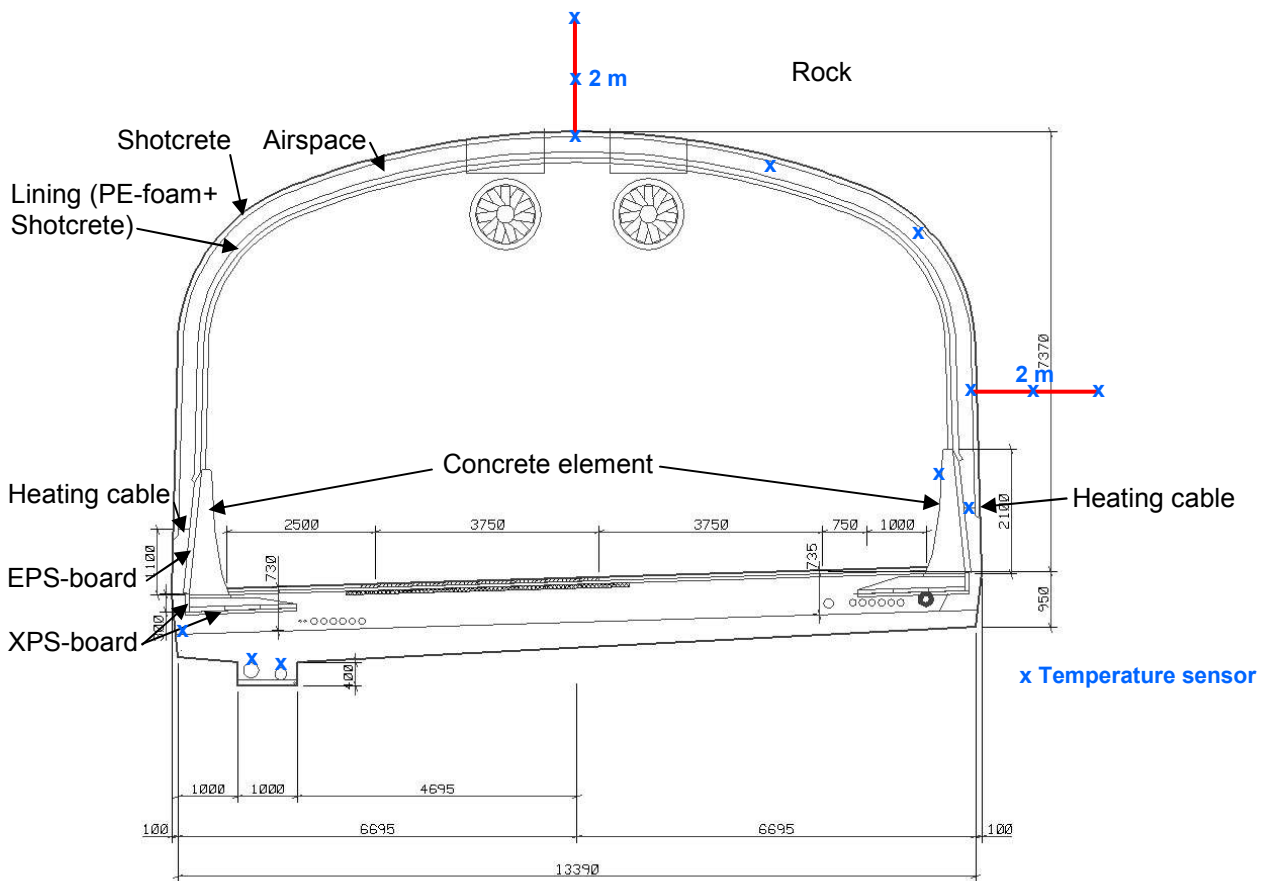 x
x 2 m
Rock
x
Shotcrete
Airspace
x
Lining (PE-foam+
Shotcrete)
x
7370
2 m
x x x
Concrete element
x
Heating cable
Heating cable
x
2100
2500
3750
3750
750
1000
1100
EPS-board
730
735
950
XPS-board
x
x x
400
x Temperature sensor
1000
1000
4695
100
6695
6695
100
13390